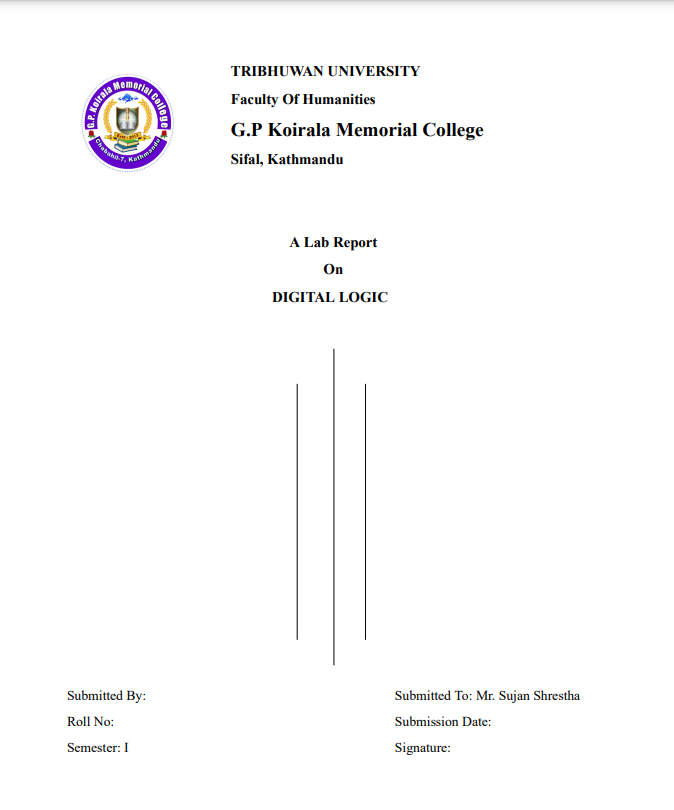 G.P. Koirala Memorial College
Chabahil-7, Kathmandu
TRIBHUWAN UNIVERSITY
Faculty Of Humanities
G.P Koirala Memorial College
Sifal, Kathmandu
A Lab Report
On
DIGITAL LOGIC
Submitted By:
Submitted To: Mr. Sujan Shrestha
Roll No:
Submission Date:
Semester: I
Signature: